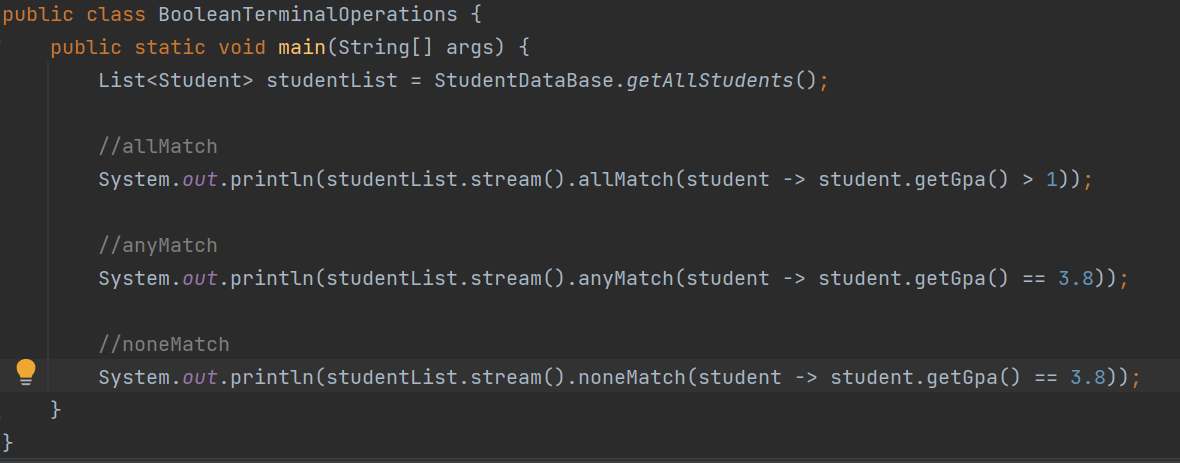 public class BooleanTerminalOperations {
    public static void main(String[] args) {
        List<Student> studentList = StudentDataBase.getAllStudents();
        //allMatch
        System.out.println(studentList.stream().allMatch(student -> student.getGpa() > 1));
        //anyMatch
        System.out.println(studentList.stream().anyMatch(student -> student.getGpa() == 3.8));
        //noneMatch
        System.out.println(studentList.stream().noneMatch(student -> student.getGpa() == 3.8));
    }
}